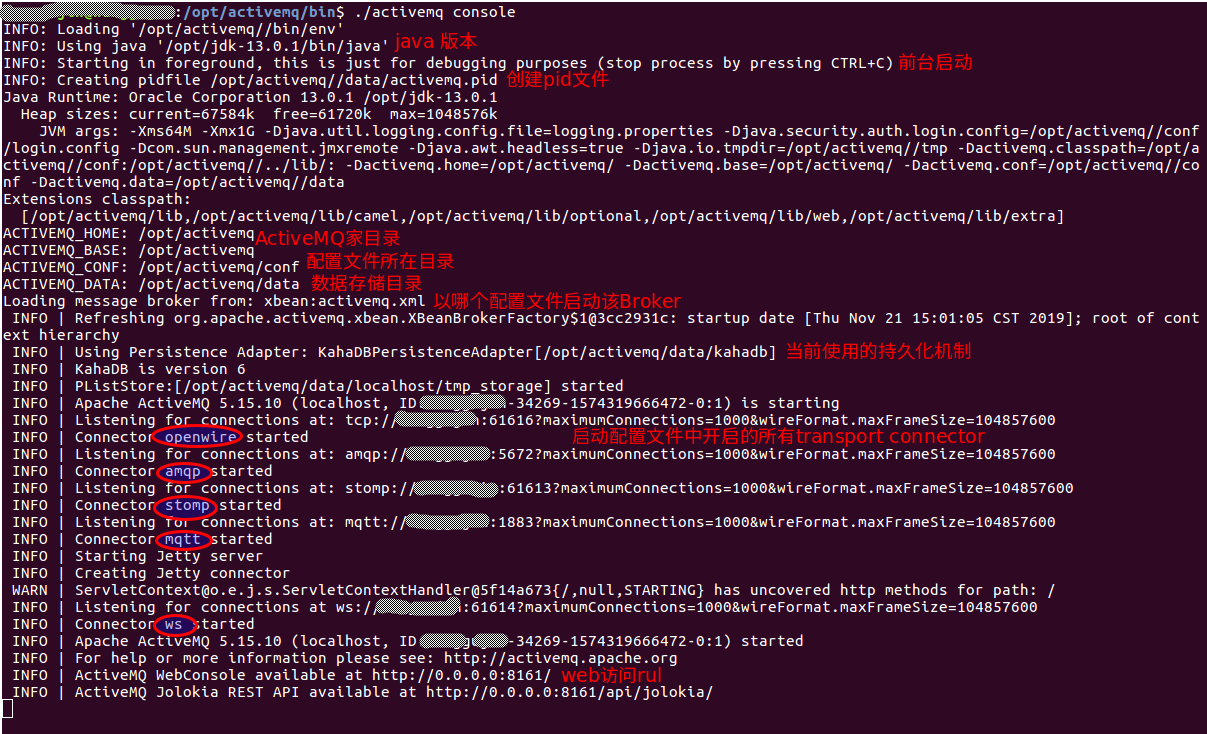 :/opt/activemq/bin$ ./activemq console
INFO: Loading '/opt/activemq//bin/env'
INFO: Using java '/opt/jdk-13.0.1/bin/java' java 版本
INFO: Starting in foreground, this is just for debugging purposes (stop process by pressing CTRL+C) 前台启动
INFO: Creating pidfile /opt/activemq//data/activemq.pid 创建pid文件
Java Runtime: Oracle Corporation 13.0.1 /opt/jdk-13.0.1
Heap sizes: current=67584k free=61720k max=1048576k
JVM args: -Xms64M -Xmx1G -Djava.util.logging.config.file=logging.properties -Djava.security.auth.login.config=/opt/activemq//conf
/login.config -Dcom.sun.management.jmxremote -Djava.awt.headless=true -Djava.io.tmpdir=/opt/activemq//tmp -Dactivemq.classpath=/opt/a
ctivemq//conf:/opt/activemq//../lib/: -Dactivemq.home=/opt/activemq/ -Dactivemq.base=/opt/activemq/ -Dactivemq.conf=/opt/activemq//co
nf -Dactivemq.data=/opt/activemq//data
Extensions classpath:
[/opt/activemq/lib,/opt/activemq/lib/camel,/opt/activemq/lib/optional,/opt/activemq/lib/web,/opt/activemq/lib/extra]
ACTIVEMQ_HOME: /opt/activemq ActiveMQ家目录
ACTIVEMQ_BASE: /opt/activemq
ACTIVEMQ_CONF: /opt/activemq/conf 配置文件所在目录
ACTIVEMQ_DATA: /opt/activemq/data 数据存储目录
Loading message broker from: xbean:activemq.xml 以哪个配置文件启动该Broker
INFO | Refreshing org.apache.activemq.xbean.XBeanBrokerFactory$1@3cc2931c: startup date [Thu Nov 21 15:01:05 CST 2019]; root of cont
ext hierarchy
INFO | Using Persistence Adapter: KahaDBPersistenceAdapter[/opt/activemq/data/kahadb] 当前使用的持久化机制
INFO | KahaDB is version 6
INFO | PListStore:[/opt/activemq/data/localhost/tmp_storage] started
INFO | Apache ActiveMQ 5.15.10 (localhost, ID -34269-1574319666472-0:1) is starting
INFO | Listening for connections at: tcp:// :61616?maximumConnections=1000&wireFormat.maxFrameSize=104857600
INFO | Connector openwire started 启动配置文件中开启的所有transport connector
INFO | Listening for connections at: amqp:// :5672?maximumConnections=1000&wireFormat.maxFrameSize=104857600
INFO | Connector amqp started
INFO | Listening for connections at: stomp:// :61613?maximumConnections=1000&wireFormat.maxFrameSize=104857600
INFO | Connector stomp started
INFO | Listening for connections at: mqtt:// :1883?maximumConnections=1000&wireFormat.maxFrameSize=104857600
INFO | Connector mqtt started
INFO | Starting Jetty server
INFO | Creating Jetty connector
WARN | ServletContext@o.e.j.s.ServletContextHandler@5f14a673{/,null,STARTING} has uncovered http methods for path: /
INFO | Listening for connections at ws:// :61614?maximumConnections=1000&wireFormat.maxFrameSize=104857600
INFO | Connector ws started
INFO | Apache ActiveMQ 5.15.10 (localhost, ID -34269-1574319666472-0:1) started
INFO | For help or more information please see: http://activemq.apache.org
INFO | ActiveMQ WebConsole available at http://0.0.0.0:8161/ web访问rul
INFO | ActiveMQ Jolokia REST API available at http://0.0.0.0:8161/api/jolokia/